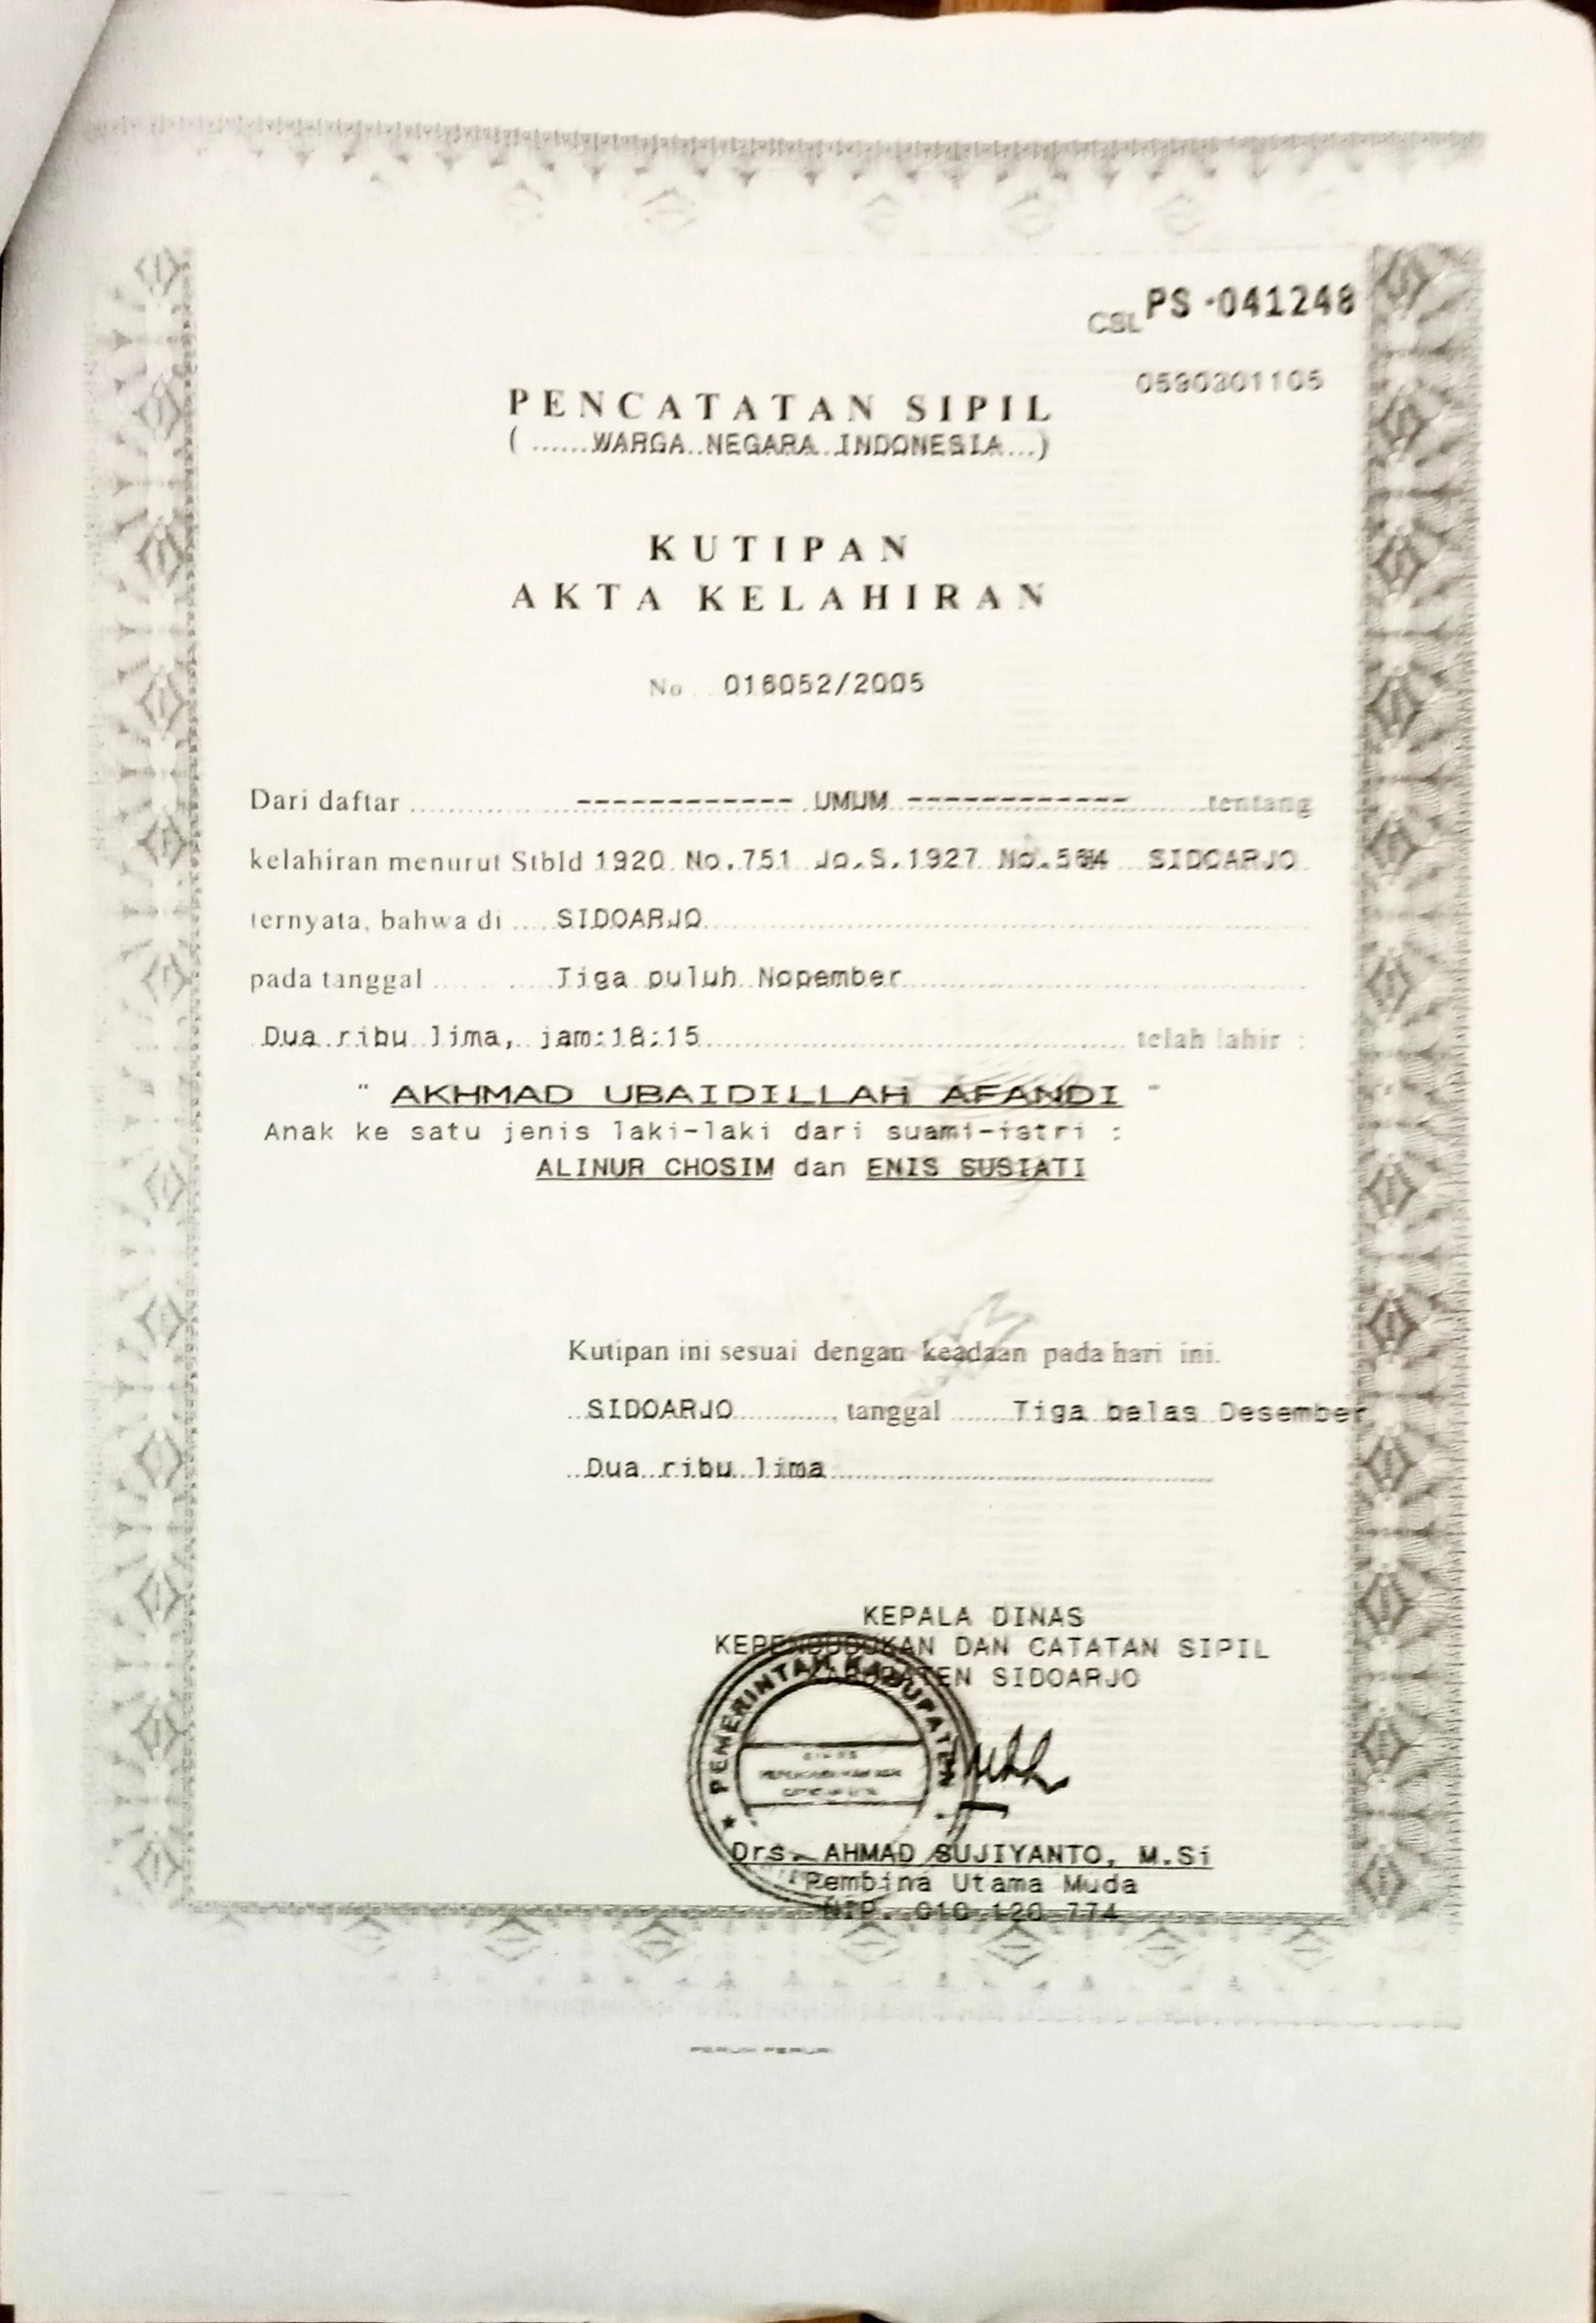 CSL PS-041248
0590301105
PENCATATAN SIPIL
( ......WARGA..NEGARA..INDONESIA...)
KUTIPAN
AKTA KELAHIRAN
No. 016052/2005
Dari daftar ................------------ UMUM ------------........tentang
kelahiran menurut Stbld 1920 No.751 Jo.S.1927 No.564 SIDOARJO
ternyata, bahwa di ..... SIDOARJO
pada tanggal ............ Tiga puluh Nopember
Dua ribu lima, jam:18:15 ........ telah lahir :
" AKHMAD UBAIDILLAH AFANDI "
Anak ke satu jenis laki-laki dari suami-istri :
ALINUR CHOSIM dan ENIS SUSIATI
Kutipan ini sesuai dengan keadaan pada hari ini.
SIDOARJO..........., tanggal ....... Tiga belas Desember
Dua ribu lima
KEPALA DINAS
KEPENDUDUKAN DAN CATATAN SIPIL
KABUPATEN SIDOARJO
PEMERINTAH KABUPATEN
DINAS
Drs. AHMAD SUJIYANTO, M.Si
Pembina Utama Muda
NIP. 010 120 774
PERUM PERURI